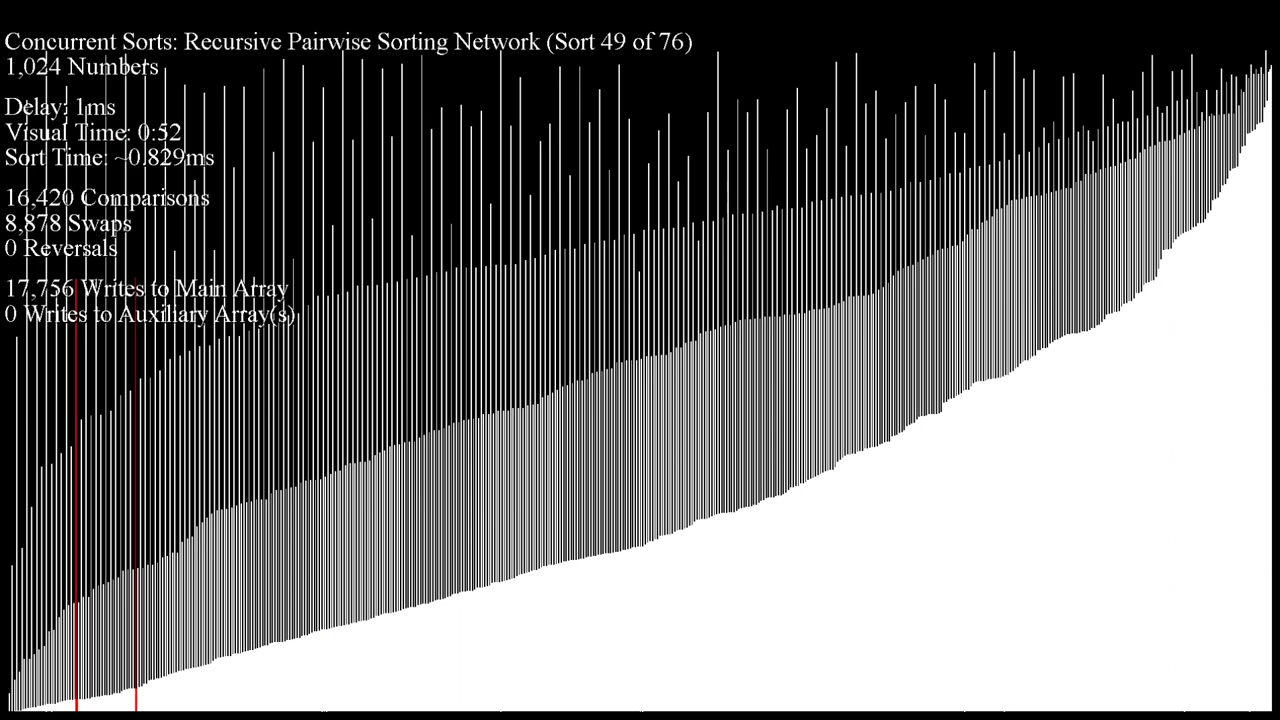 Concurrent Sorts: Recursive Pairwise Sorting Network (Sort 49 of 76)
1,024 Numbers
Delay: 1ms
Visual Time: 0:52
Sort Time: ~0.829ms
16,420 Comparisons
8,878 Swaps
0 Reversals
17,756 Writes to Main Array
0 Writes to Auxiliary Array(s)